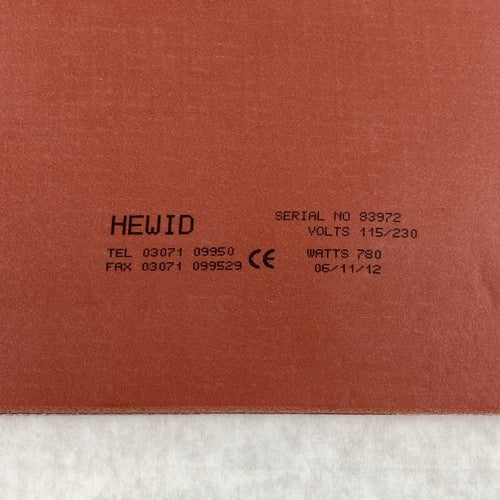 HEWID
TEL 03071 09950
FAX 03071 099529
CE
SERIAL NO 83972
VOLTS 115/230
WATTS 780
06/11/12